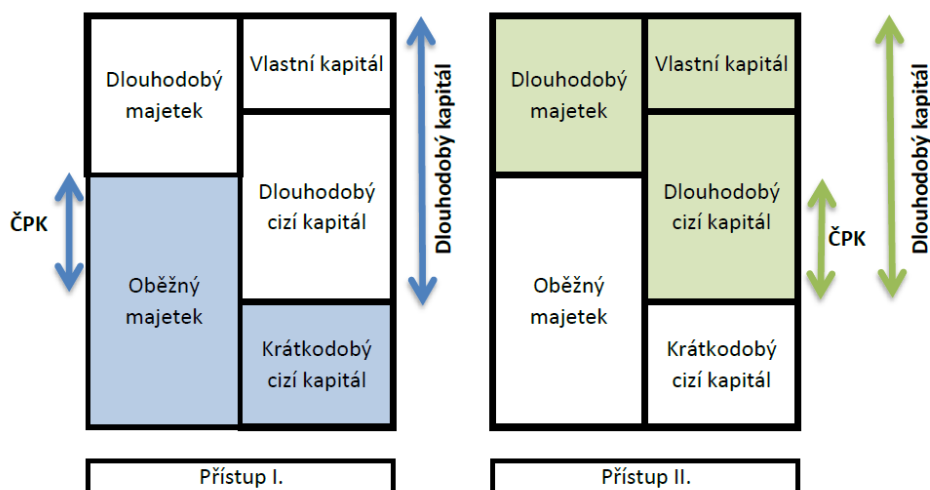 Dlouhodobý
majetek
Vlastní kapitál
Dlouhodobý
cizí kapitál
Oběžný
majetek
Krátkodobý
cizí kapitál
ČPK
Dlouhodobý kapitál
Přístup I.
Dlouhodobý
majetek
Vlastní kapitál
Dlouhodobý
cizí kapitál
Oběžný
majetek
Krátkodobý
cizí kapitál
ČPK
Dlouhodobý kapitál
Přístup II.